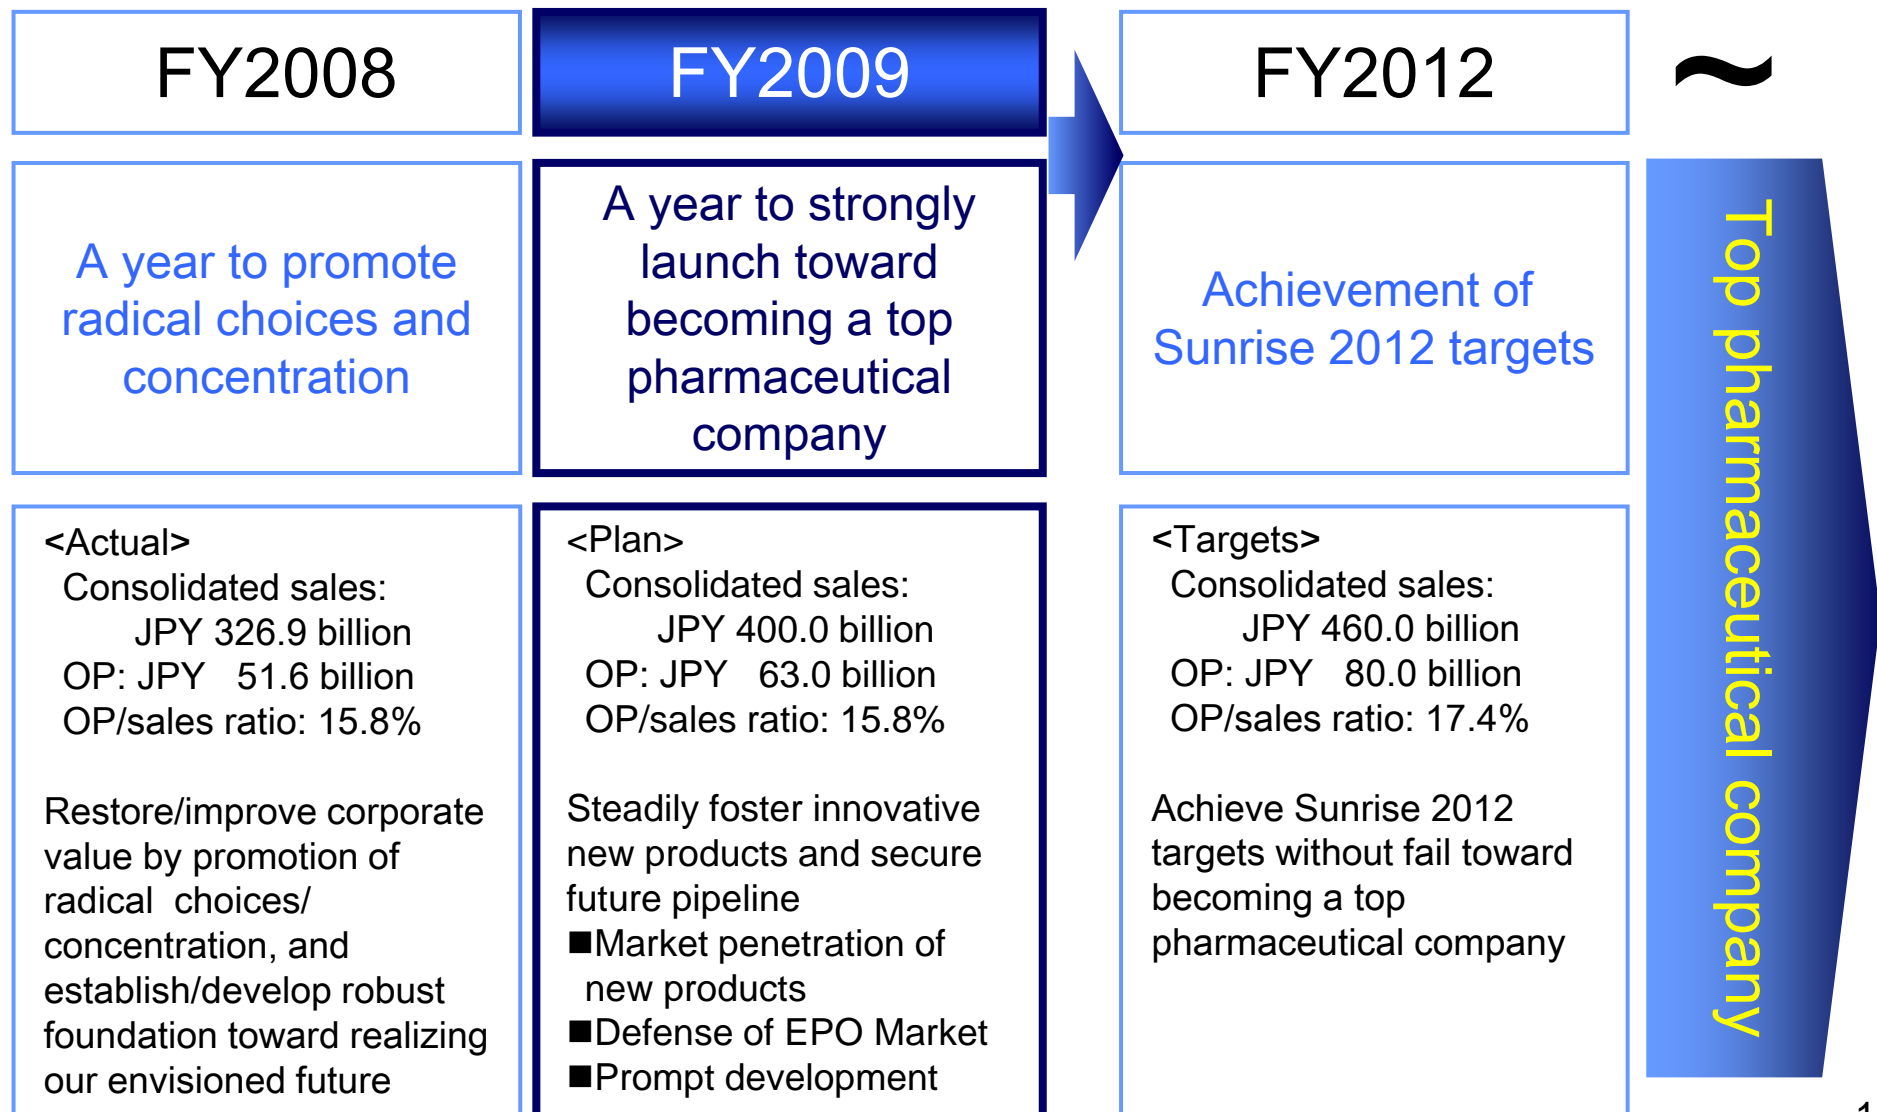 FY2008
FY2009
FY2012
~
A year to promote
radical choices and
concentration
A year to strongly
launch toward
becoming a top
pharmaceutical
company
Achievement of
Sunrise 2012 targets
Top pharmaceutical company
<Actual>
Consolidated sales:
JPY 326.9 billion
OP: JPY 51.6 billion
OP/sales ratio: 15.8%
Restore/improve corporate
value by promotion of
radical choices/
concentration, and
establish/develop robust
foundation toward realizing
our envisioned future
<Plan>
Consolidated sales:
JPY 400.0 billion
OP: JPY 63.0 billion
OP/sales ratio: 15.8%
Steadily foster innovative
new products and secure
future pipeline
■Market penetration of
new products
■Defense of EPO Market
■Prompt development
<Targets>
Consolidated sales:
JPY 460.0 billion
OP: JPY 80.0 billion
OP/sales ratio: 17.4%
Achieve Sunrise 2012
targets without fail toward
becoming a top
pharmaceutical company